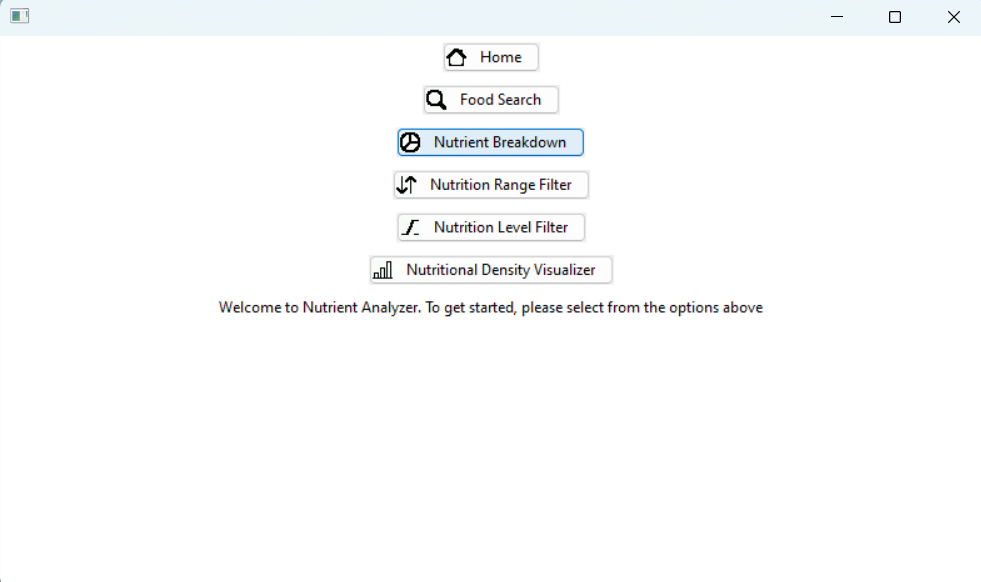 Home
Food Search
Nutrient Breakdown
Nutrition Range Filter
Nutrition Level Filter
Nutritional Density Visualizer
Welcome to Nutrient Analyzer. To get started, please select from the options above